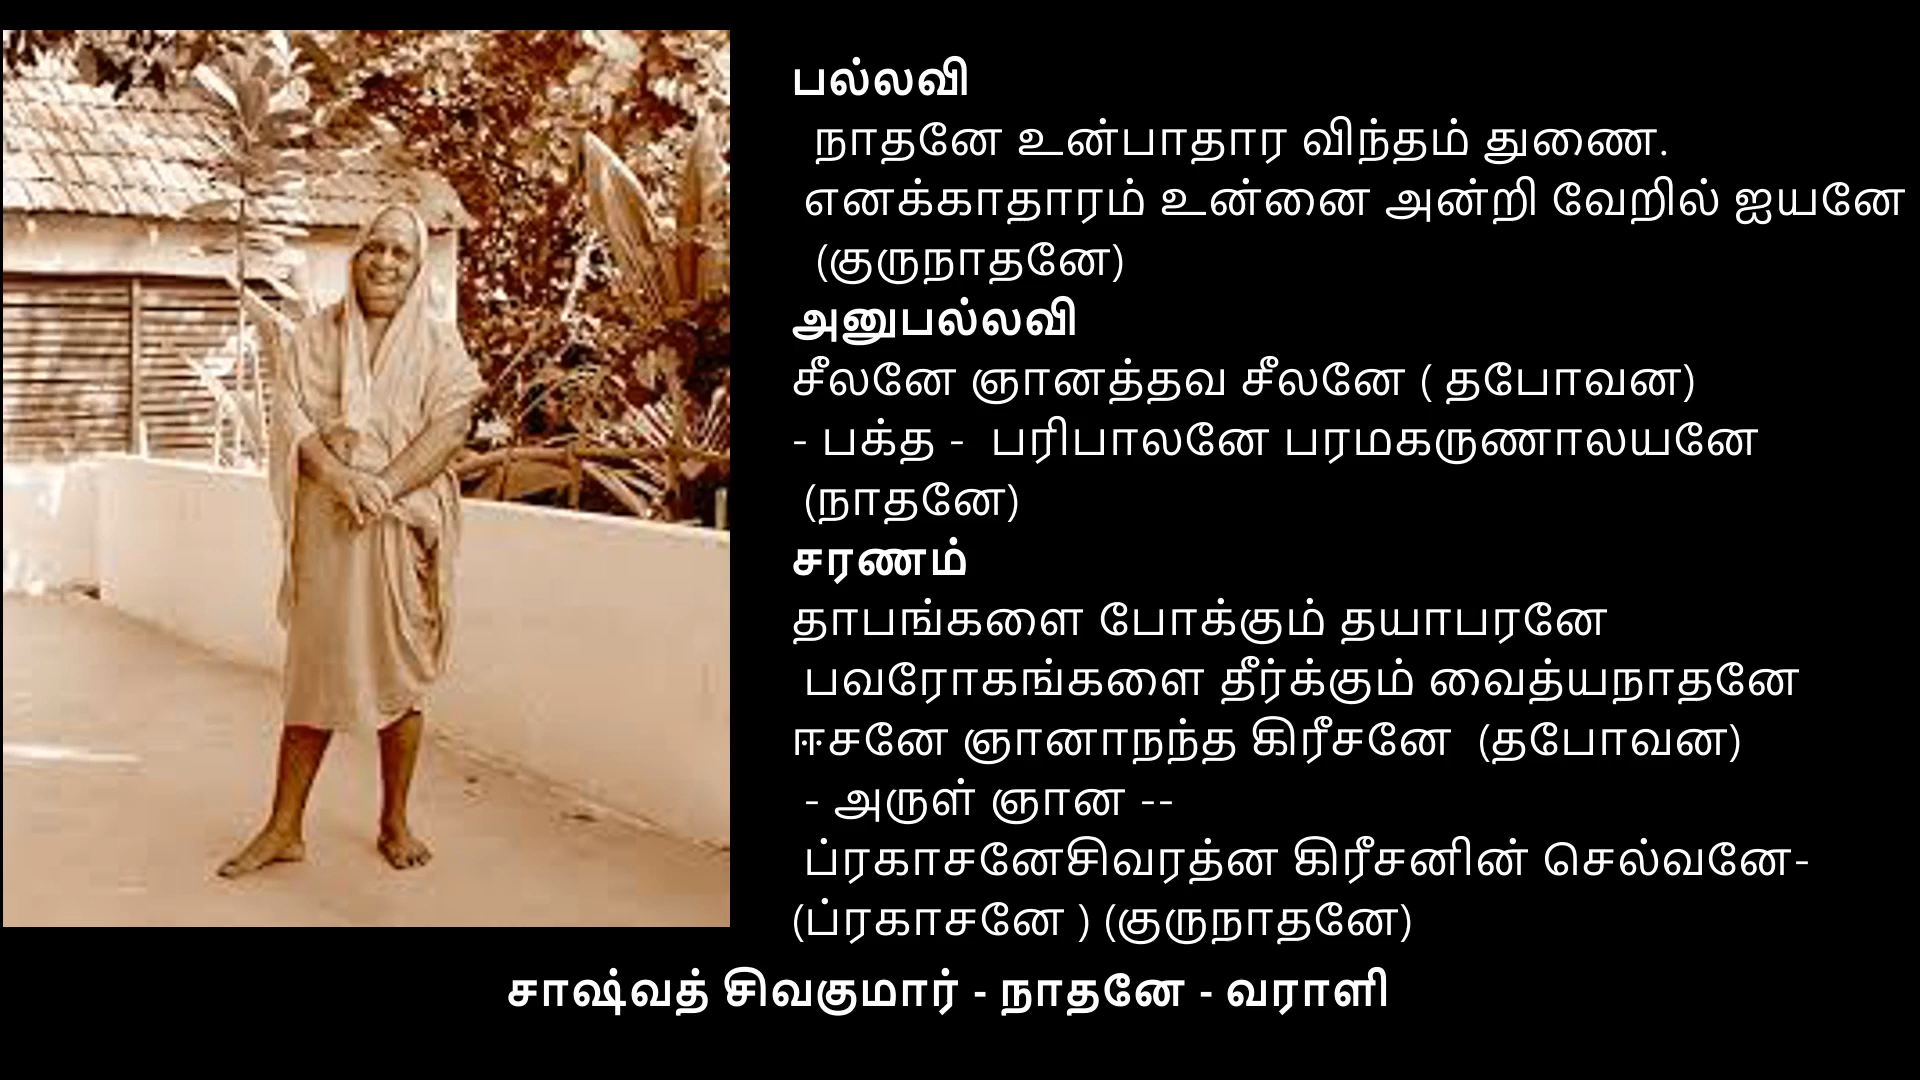 பல்லவி
நாதனே உன்பாதார விந்தம் துணை.
எனக்காதாரம் உன்னை அன்றி வேறில் ஐயனே
(குருநாதனே)
அனுபல்லவி
சீலனே ஞானத்தவ சீலனே ( தபோவன)
- பக்த - பரிபாலனே பரமகருணாலயனே
(நாதனே)
சரணம்
தாபங்களை போக்கும் தயாபரனே
பவரோகங்களை தீர்க்கும் வைத்யநாதனே
ஈசனே ஞானாநந்த கிரீசனே (தபோவன)
- அருள் ஞான --
ப்ரகாசனேசிவரத்ன கிரீசனின் செல்வனே-
(ப்ரகாசனே ) (குருநாதனே)
சாஷ்வத் சிவகுமார் - நாதனே - வராளி